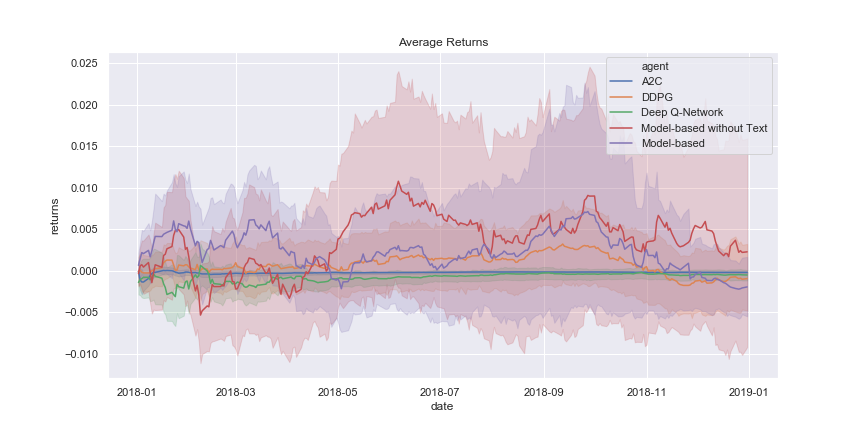 Average Returns
0.025
0.020
0.015
0.010
0.005
0.000
−0.005
−0.010
returns
agent
A2C
DDPG
Deep Q-Network
Model-based without Text
Model-based
2018-01
2018-03
2018-05
2018-07
2018-09
2018-11
2019-01
date